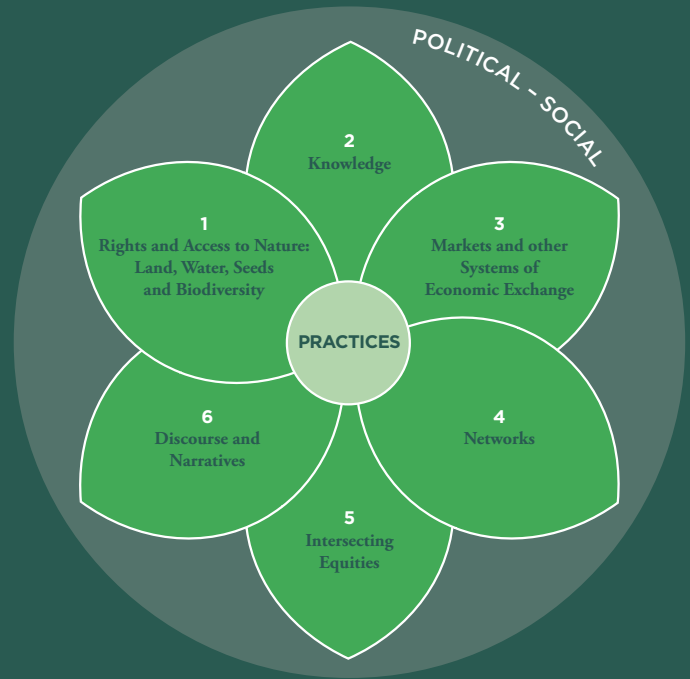 POLITICAL – SOCIAL
2
Knowledge
1
Rights and Access to Nature:
Land, Water, Seeds
and Biodiversity
3
Markets and other
Systems of
Economic Exchange
PRACTICES
6
Discourse and
Narratives
4
Networks
5
Intersecting
Equities